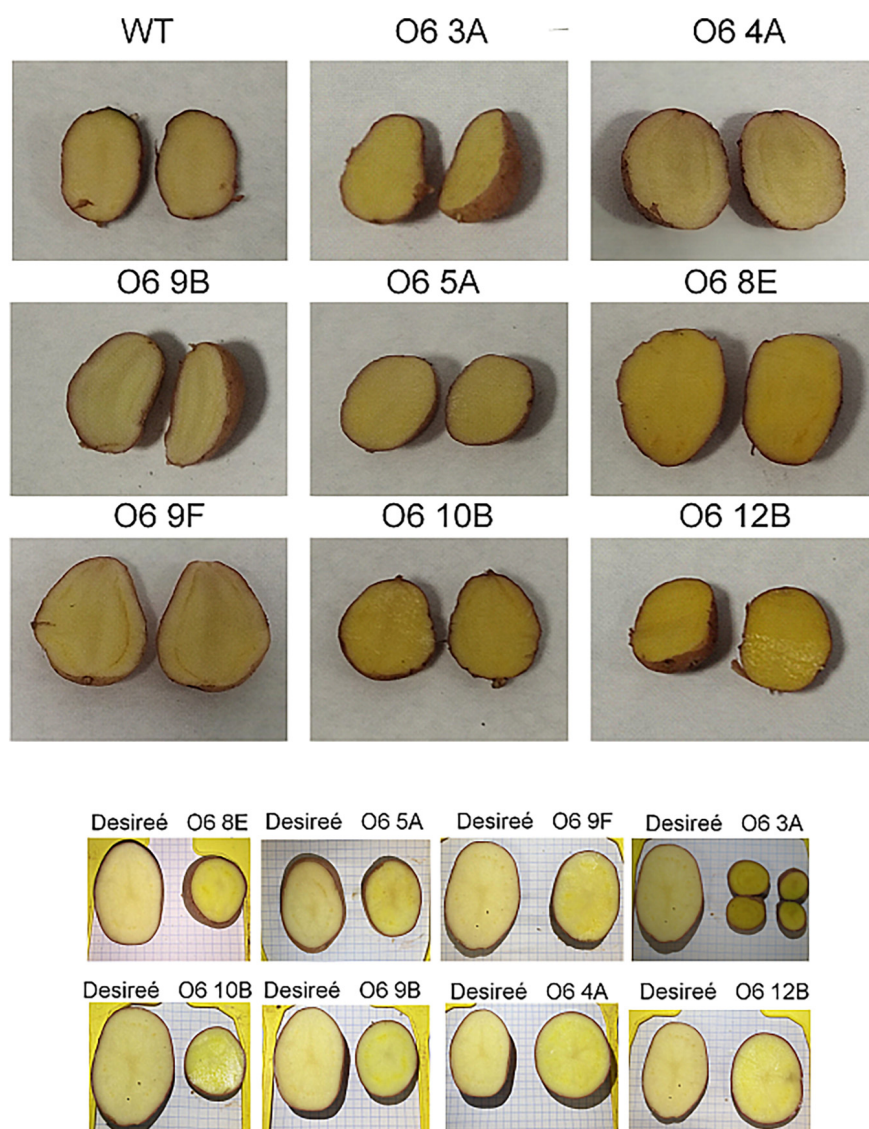 WT O6 3A O6 4A
O6 9B O6 5A O6 8E
O6 9F O6 10B O6 12B
Desireé O6 8E Desireé O6 5A Desireé O6 9F Desireé O6 3A
Desireé O6 10B Desireé O6 9B Desireé O6 4A Desireé O6 12B